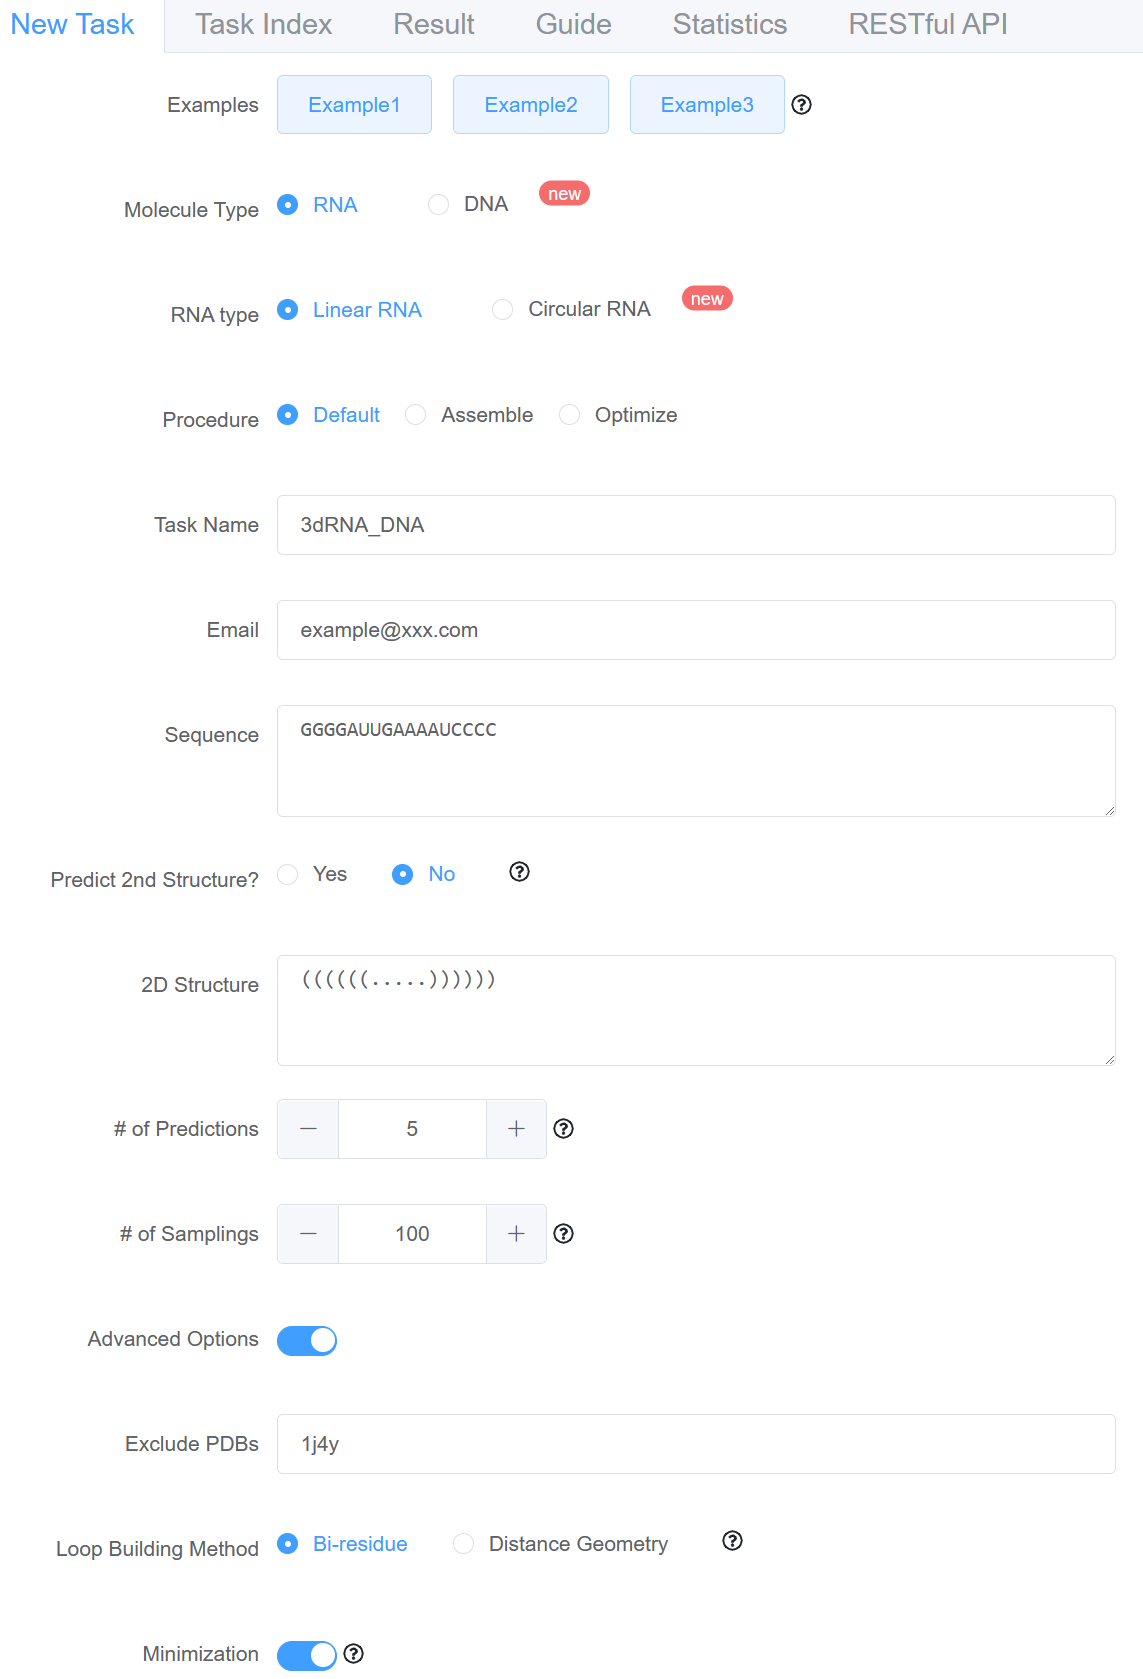 New Task Task Index Result Guide Statistics RESTful API
Examples Example1 Example2 Example3
Molecule Type RNA DNA new
RNA type Linear RNA Circular RNA new
Procedure Default Assemble Optimize
Task Name 3dRNA_DNA
Email example@xxx.com
Sequence GGGGAUUGAAAAUCCCC
Predict 2nd Structure? Yes No
2D Structure ((((((.....))))))
# of Predictions 5
# of Samplings 100
Advanced Options
Exclude PDBs 1j4y
Loop Building Method Bi-residue Distance Geometry
Minimization